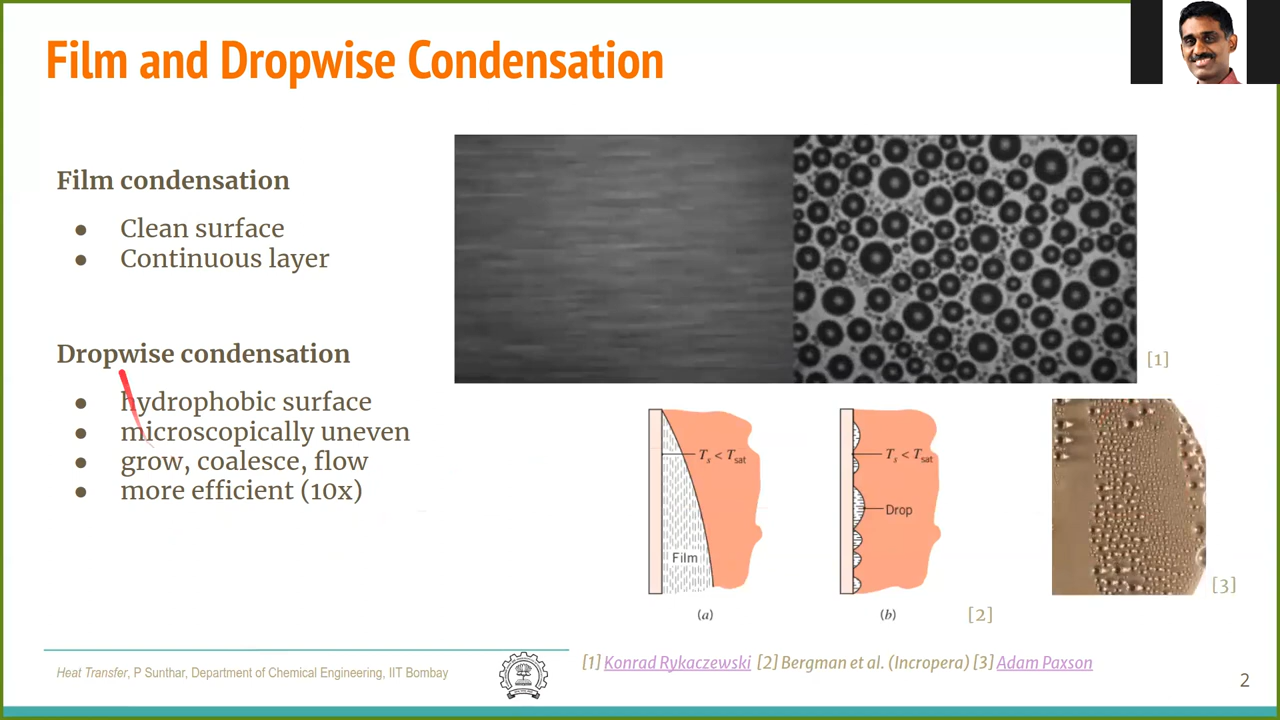 Film and Dropwise Condensation
Film condensation
● Clean surface
● Continuous layer
Dropwise condensation
● hydrophobic surface
● microscopically uneven
● grow, coalesce, flow
● more efficient (10x)
[1]
Ts < Tsat
Film
(a)
Ts < Tsat
Drop
(b)
[2]
[3]
Heat Transfer, P Sunthar, Department of Chemical Engineering, IIT Bombay
[1] Konrad Rykaczewski [2] Bergman et al. (Incropera) [3] Adam Paxson
2